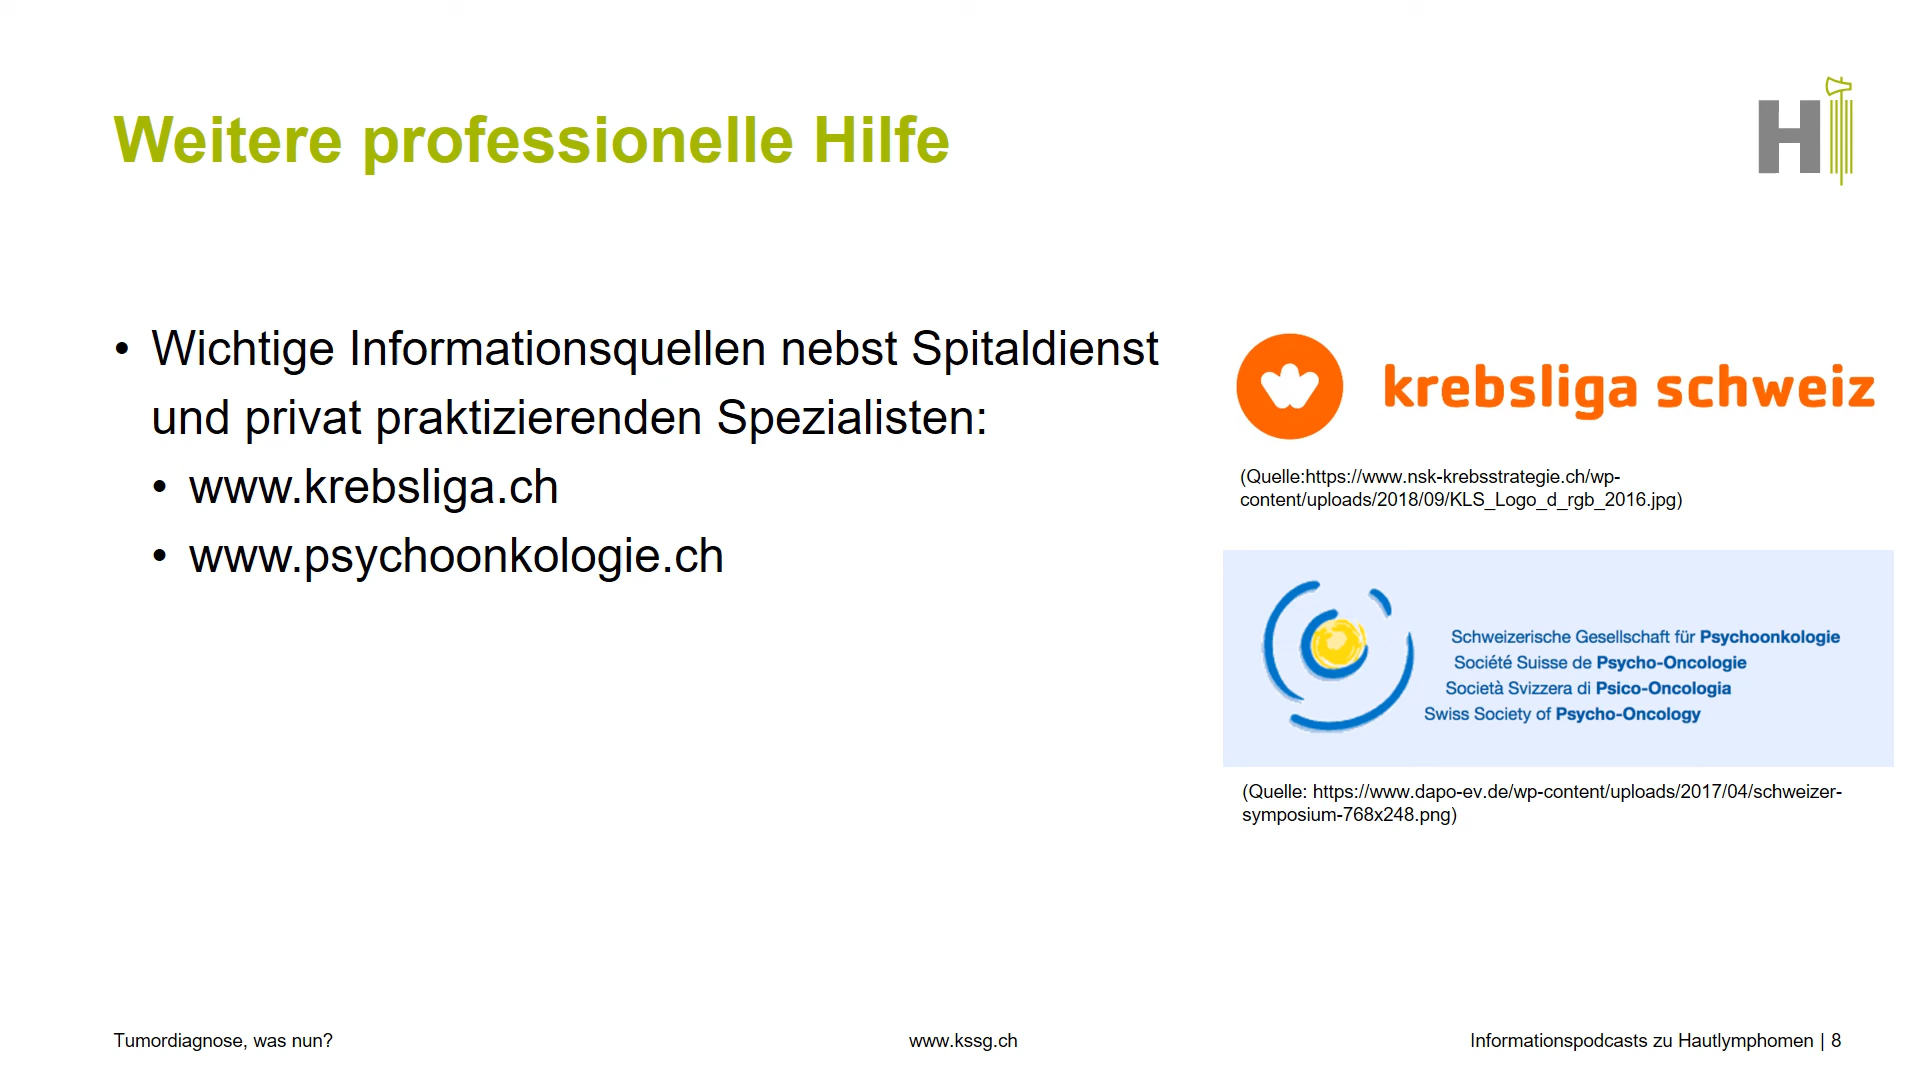 Weitere professionelle Hilfe
H
• Wichtige Informationsquellen nebst Spitaldienst
und privat praktizierenden Spezialisten:
• www.krebsliga.ch
• www.psychoonkologie.ch
krebsliga schweiz
(Quelle:https://www.nsk-krebsstrategie.ch/wp-
content/uploads/2018/09/KLS_Logo_d_rgb_2016.jpg)
Schweizerische Gesellschaft für Psychoonkologie
Société Suisse de Psycho-Oncologie
Società Svizzera di Psico-Oncologia
Swiss Society of Psycho-Oncology
(Quelle: https://www.dapo-ev.de/wp-content/uploads/2017/04/schweizer-
symposium-768x248.png)
Tumordiagnose, was nun?
www.kssg.ch
Informationspodcasts zu Hautlymphomen | 8